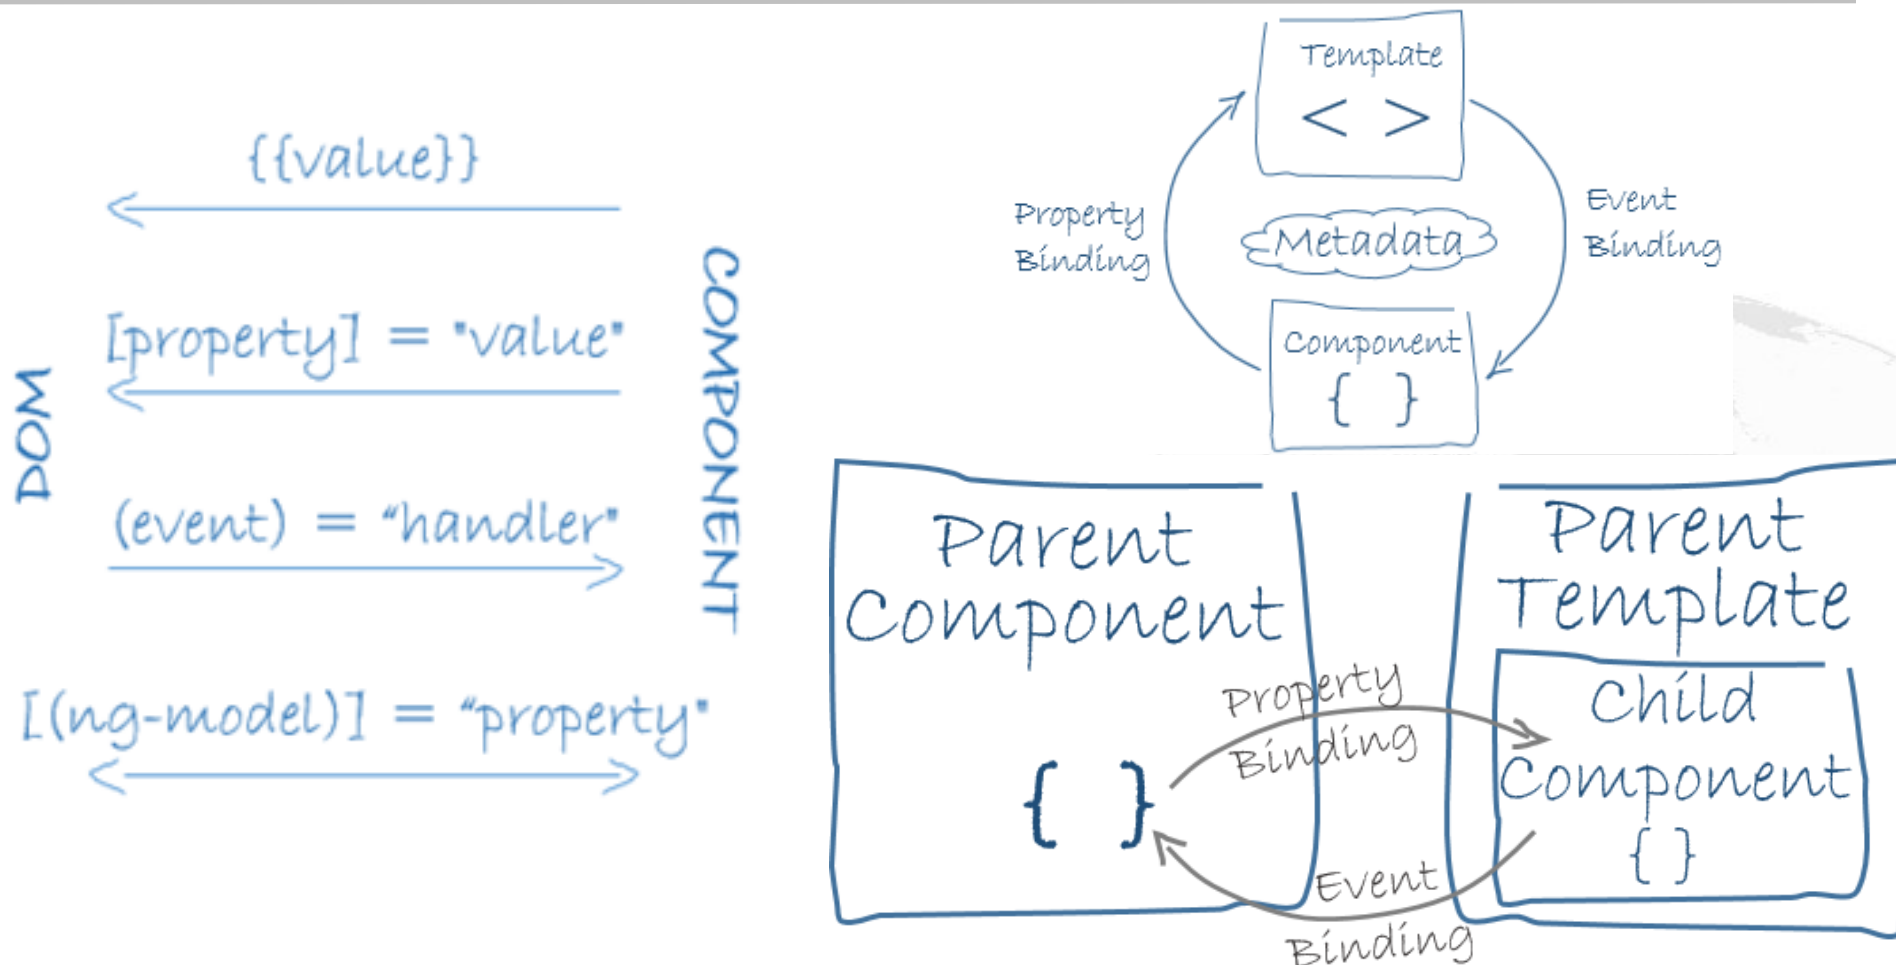 {{value}}
[property] = "value"
(event) = “handler"
[(ng-model)] = “property"
DOM
COMPONENT
Template
< >
Property
Binding
Metadata
Event
Binding
Component
{ }
Parent
Component
{ }
Property
Binding
Event
Binding
Parent
Template
Child
Component
{ }